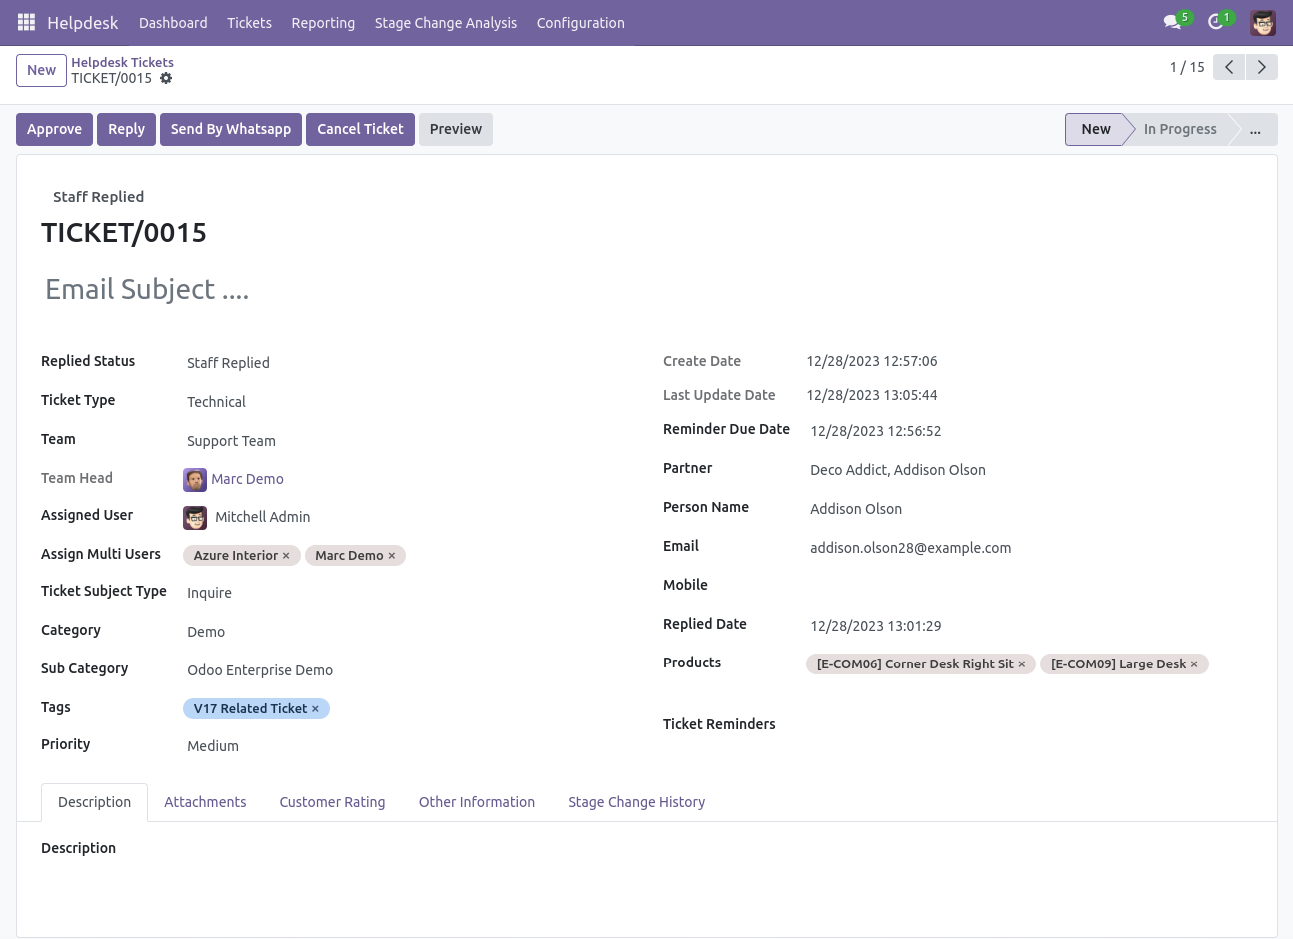 Helpdesk Dashboard Tickets Reporting Stage Change Analysis Configuration 5 1
New Helpdesk Tickets
TICKET/0015 1 / 15
Approve Reply Send By Whatsapp Cancel Ticket Preview New In Progress ...
Staff Replied
TICKET/0015
Email Subject ....
Replied Status Staff Replied
Ticket Type Technical
Team Support Team
Team Head Marc Demo
Assigned User Mitchell Admin
Assign Multi Users Azure Interior × Marc Demo ×
Ticket Subject Type Inquire
Category Demo
Sub Category Odoo Enterprise Demo
Tags V17 Related Ticket ×
Priority Medium
Create Date 12/28/2023 12:57:06
Last Update Date 12/28/2023 13:05:44
Reminder Due Date 12/28/2023 12:56:52
Partner Deco Addict, Addison Olson
Person Name Addison Olson
Email addison.olson28@example.com
Mobile
Replied Date 12/28/2023 13:01:29
Products [E-COM06] Corner Desk Right Sit × [E-COM09] Large Desk ×
Ticket Reminders
Description Attachments Customer Rating Other Information Stage Change History
Description